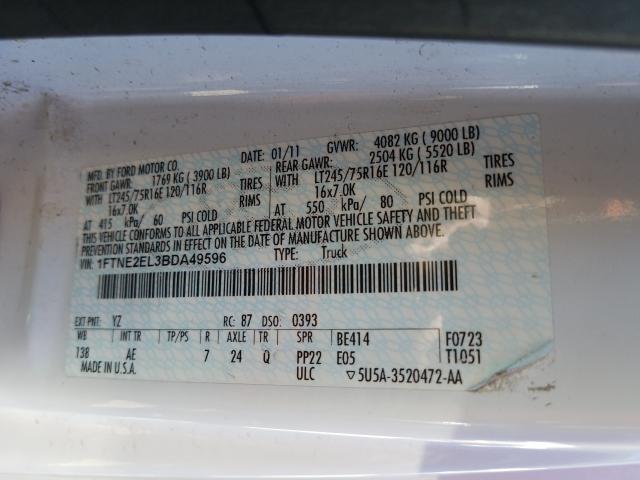 MFD. BY FORD MOTOR CO.
DATE: 01/11 GVWR: 4082 KG ( 9000 LB)
FRONT GAWR: 1769 KG ( 3900 LB) REAR GAWR: 2504 KG ( 5520 LB)
WITH LT245/75R16E 120/116R TIRES WITH LT245/75R16E 120/116R TIRES
16x7.0K RIMS 16x7.0K RIMS
AT 415 kPa/ 60 PSI COLD AT 550 kPa/ 80 PSI COLD
THIS VEHICLE CONFORMS TO ALL APPLICABLE FEDERAL MOTOR VEHICLE SAFETY AND THEFT
PREVENTION STANDARDS IN EFFECT ON THE DATE OF MANUFACTURE SHOWN ABOVE.
VIN: 1FTNE2EL3BDA49596 TYPE: Truck
EXT PNT: YZ RC: 87 DSO: 0393
WB INT TR TP/PS R AXLE TR SPR BE414 F0723
138 AE 7 24 Q PP22 E05 T1051
MADE IN U.S.A. ULC ▽5U5A-3520472-AA